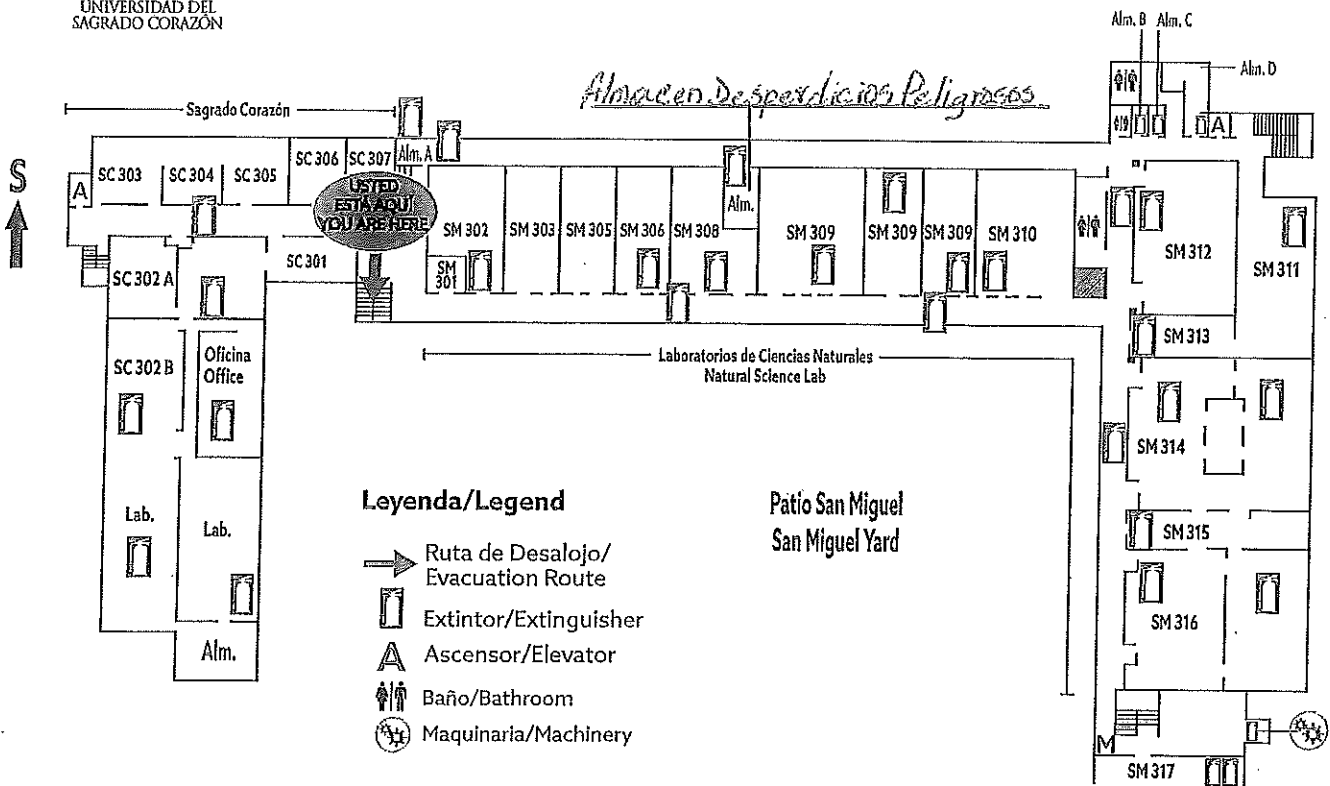 UNIVERSIDAD DEL
SAGRADO CORAZÓN
Alm. B Alm. C
Alm. D
Almacen Desperdicios Peligrosos
Sagrado Corazón
S
A
SC 303
SC 304
SC 305
SC 306
SC 307
Alm. A
USTED
ESTÁ AQUÍ
YOU ARE HERE
SC 302 A
SC 301
SC 302 B
Oficina
Office
Lab.
Lab.
Alm.
SM 302
SM
301
SM 303
SM 305
SM 306
SM 308
Alm.
SM 309
SM 309
SM 309
SM 310
A
SM 312
SM 311
SM 313
SM 314
SM 315
SM 316
M
SM 317
Laboratorios de Ciencias Naturales
Natural Science Lab
Patio San Miguel
San Miguel Yard
Leyenda/Legend
Ruta de Desalojo/
Evacuation Route
Extintor/Extinguisher
A Ascensor/Elevator
Baño/Bathroom
Maquinaria/Machinery